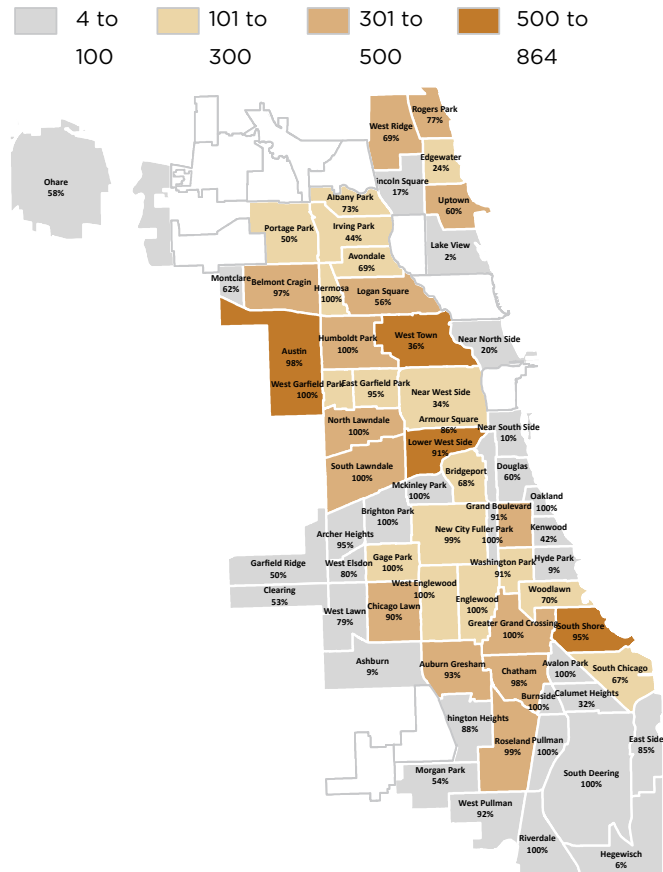 4 to
100
101 to
300
301 to
500
500 to
864
Rogers Park
77%
West Ridge
69%
Edgewater
24%
incoln Square
17%
Ohare
58%
Albany Park
73%
Uptown
60%
Portage Park
50%
Irving Park
44%
Lake View
2%
Avondale
69%
Montclare
62%
Belmont Cragin
97%
Hermosa
100%
Logan Square
56%
Humboldt Park
100%
West Town
36%
Near North Side
20%
Austin
98%
West Garfield Park
100%
East Garfield Park
95%
Near West Side
34%
Armour Square
86%
North Lawndale
100%
Near South Side
10%
Lower West Side
91%
South Lawndale
100%
Bridgeport
68%
Douglas
60%
Mckinley Park
100%
Oakland
100%
Brighton Park
100%
Grand Boulevard
91%
Kenwood
42%
Archer Heights
95%
New City
99%
Fuller Park
100%
Garfield Ridge
50%
West Elsdon
80%
Gage Park
100%
Washington Park
91%
Hyde Park
9%
Clearing
53%
West Englewood
100%
Englewood
100%
Woodlawn
70%
West Lawn
79%
Chicago Lawn
90%
Greater Grand Crossing
100%
South Shore
95%
Ashburn
9%
Auburn Gresham
93%
Chatham
98%
Avalon Park
100%
South Chicago
67%
Burnside
100%
Calumet Heights
32%
hington Heights
88%
Roseland
99%
Pullman
100%
East Side
85%
Morgan Park
54%
South Deering
100%
West Pullman
92%
Riverdale
100%
Hegewisch
6%